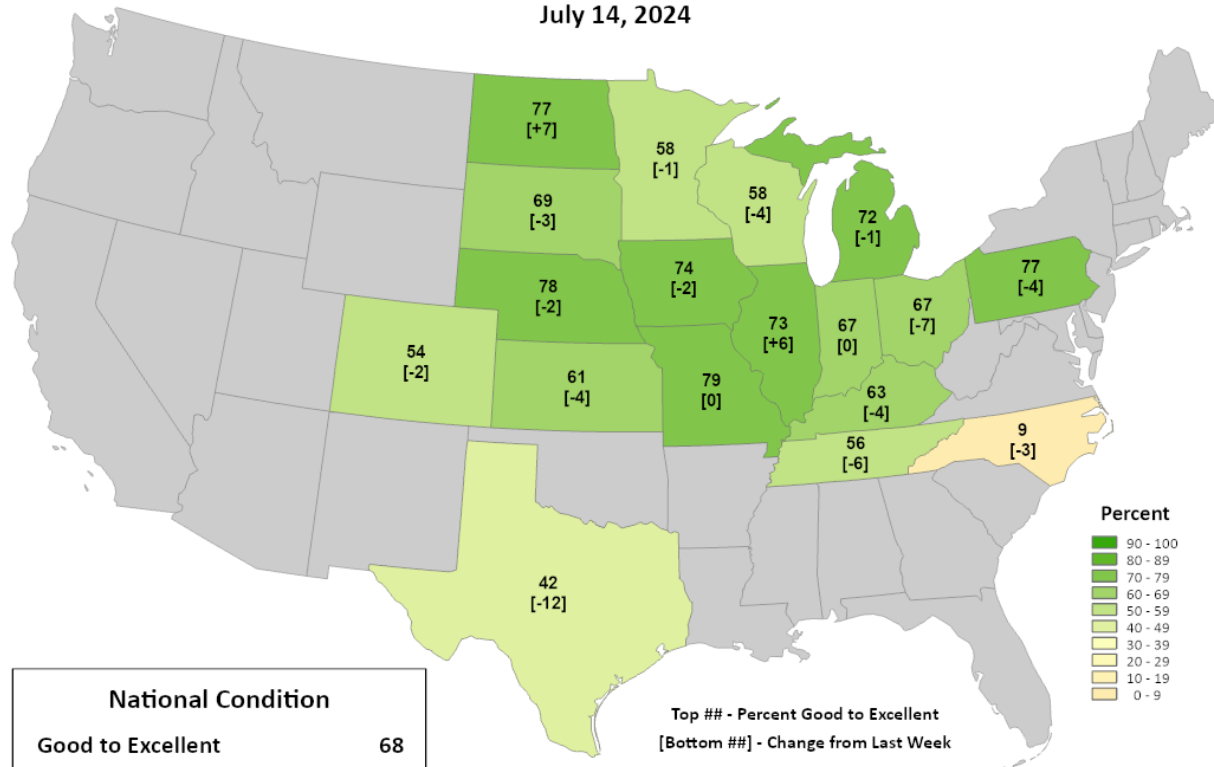 July 14, 2024
77
[+7]
58
[-1]
69
[-3]
58
[-4]
72
[-1]
78
[-2]
74
[-2]
77
[-4]
73
[+6]
67
[0]
67
[-7]
54
[-2]
61
[-4]
79
[0]
63
[-4]
56
[-6]
9
[-3]
42
[-12]
Percent
90 - 100
80 - 89
70 - 79
60 - 69
50 - 59
40 - 49
30 - 39
20 - 29
10 - 19
0 - 9
National Condition
Good to Excellent 68
Top ## - Percent Good to Excellent
[Bottom ##] - Change from Last Week